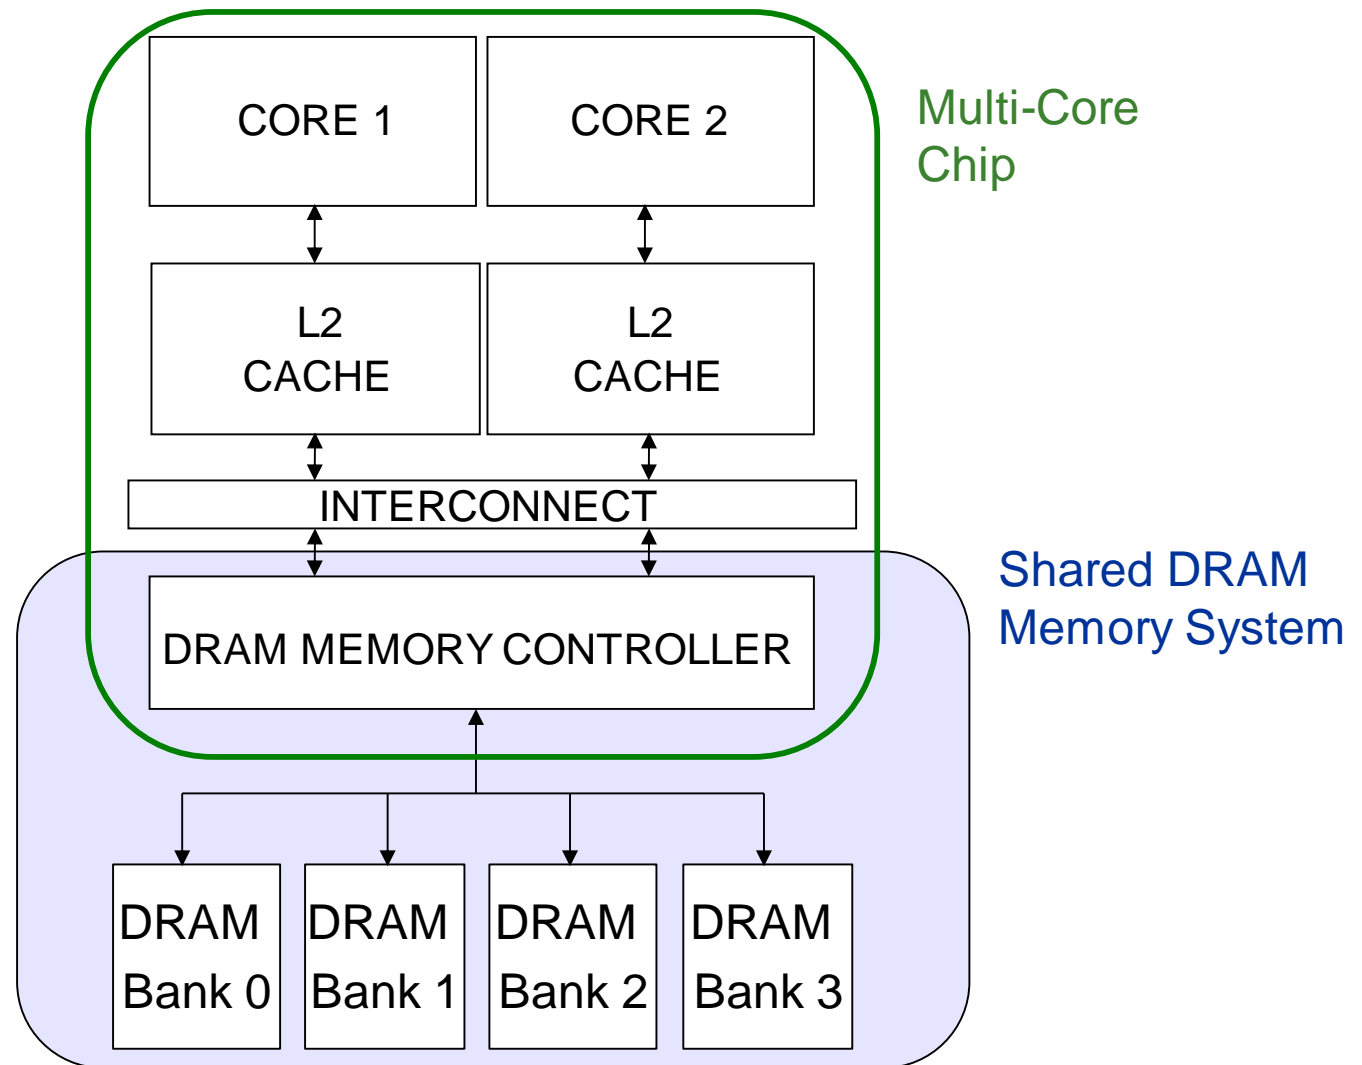 CORE 1
CORE 2
Multi-Core
Chip
L2
CACHE
L2
CACHE
INTERCONNECT
Shared DRAM
Memory System
DRAM MEMORY CONTROLLER
DRAM
Bank 0
DRAM
Bank 1
DRAM
Bank 2
DRAM
Bank 3